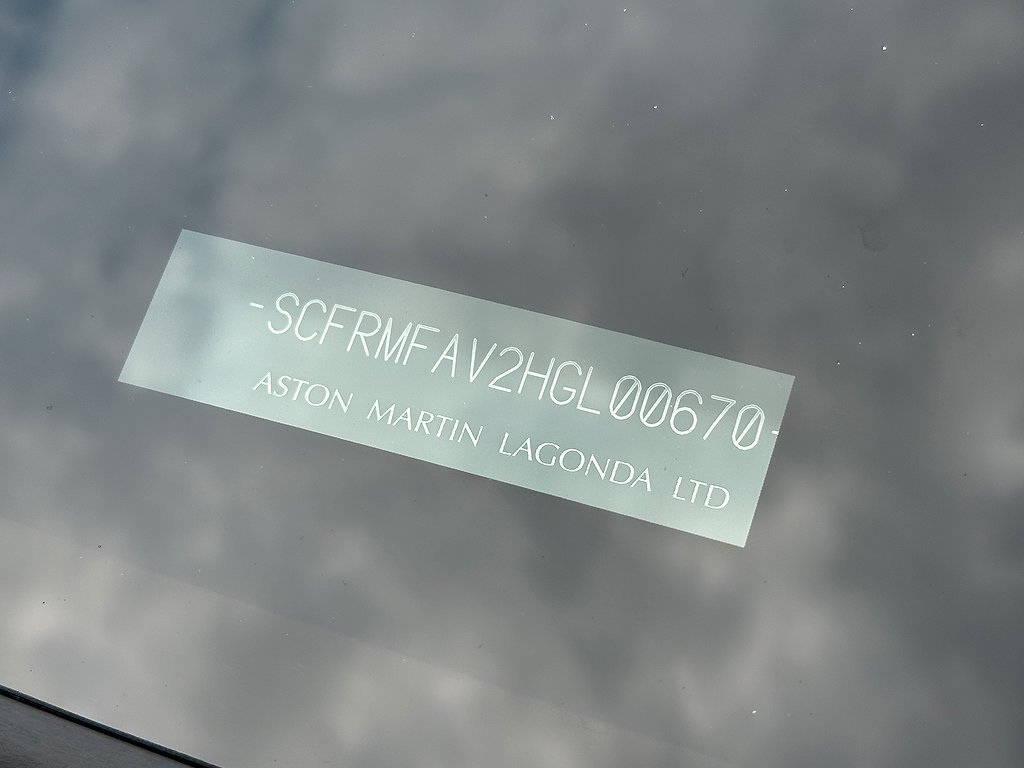 -SCFRMFAV2HGL00670-
ASTON MARTIN LAGONDA LTD